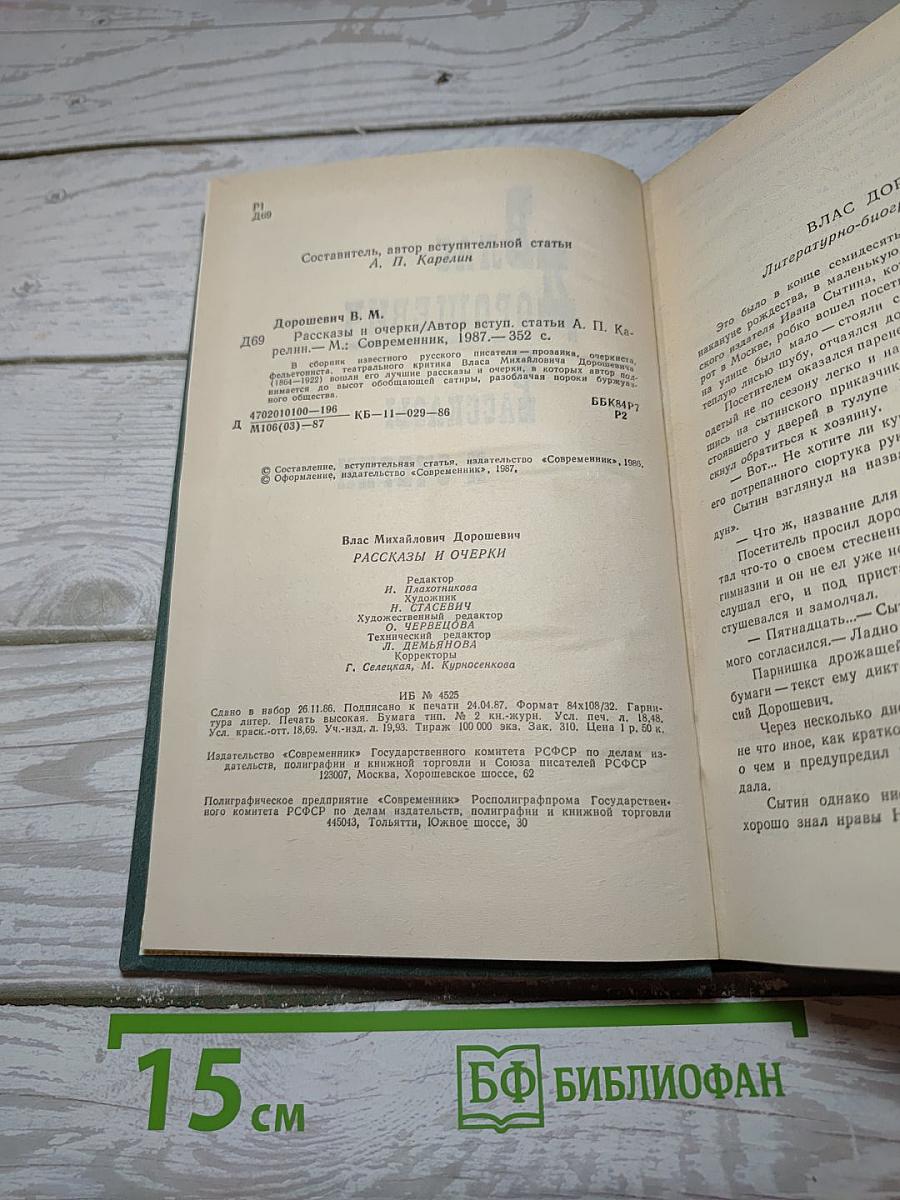 Р1
Д69
Составитель, автор вступительной статьи
А. П. Карелин
Дорошевич В. М.
Д69 Рассказы и очерки/Автор вступ. статьи А. П. Ка-
релин.— М.: Современник, 1987.— 352 с.
В сборник известного русского писателя — прозаика, очеркиста,
фельетониста, театрального критика Власа Михайловича Дорошевича
(1864—1922) вошли его лучшие рассказы и очерки, в которых автор под-
нимается до высот обобщающей сатиры, разоблачая пороки буржуаз-
ного общества.
Д 4702010100—196 КБ—11—029—86 ББК84Р7
М106(03)—87 Р2
© Составление, вступительная статья, издательство «Современник», 1986.
© Оформление, издательство «Современник», 1987.
Влас Михайлович Дорошевич
РАССКАЗЫ И ОЧЕРКИ
Редактор
И. Плахотникова
Художник
Н. СТАСЕВИЧ
Художественный редактор
О. ЧЕРВЕЦОВА
Технический редактор
Л. ДЕМЬЯНОВА
Корректоры
Г. Селецкая, М. Курносенкова
ИБ № 4525
Сдано в набор 26.11.86. Подписано к печати 24.04.87. Формат 84х108/32. Гарни-
тура литер. Печать высокая. Бумага тип. № 2 кн.-журн. Усл. печ. л. 18,48.
Усл. краск.-отт. 18,69. Уч.-изд. л. 19,93. Тираж 100 000 экз. Зак. 310. Цена 1 р. 50 к.
Издательство «Современник» Государственного комитета РСФСР по делам из-
дательств, полиграфии и книжной торговли и Союза писателей РСФСР
123007, Москва, Хорошевское шоссе, 62
Полиграфическое предприятие «Современник» Росполиграфпрома Государствен-
ного комитета РСФСР по делам издательств, полиграфии и книжной торговли
445043, Тольятти, Южное шоссе, 30
ВЛАС ДОР
Литературно-биогр
Это было в конце семидесят
накануне рождества, в маленькую
ского издателя Ивана Сытина, ко
рот в Москве, робко вошел посет
на улице было мало — стояли с
теплую лисью шубу, отчаялся до
Посетителем оказался парене
одетый не по сезону легко и на
шись на сытинского приказчик
стоявшего у дверей в тулупе
скнул обратиться к хозяину.
— Вот... Не хотите ли ку
его потрепанного сюртука ру
Сытин взглянул на назва
дун».
— Что ж, название для
Посетитель просил доро
тал что-то о своем стеснен
гимназии и он не ел уже не
слушал его, и под прист
стушевался и замолчал.
— Пятнадцать...— Сы
мого согласился.— Ладно
Парнишка дрожащей
бумаги — текст ему дикт
сий Дорошевич.
Через несколько дне
не что иное, как кратко
о чем и предупредил
дала.
Сытин однако ни
хорошо знал нравы Н
15 см
БФ БИБЛИОФАН